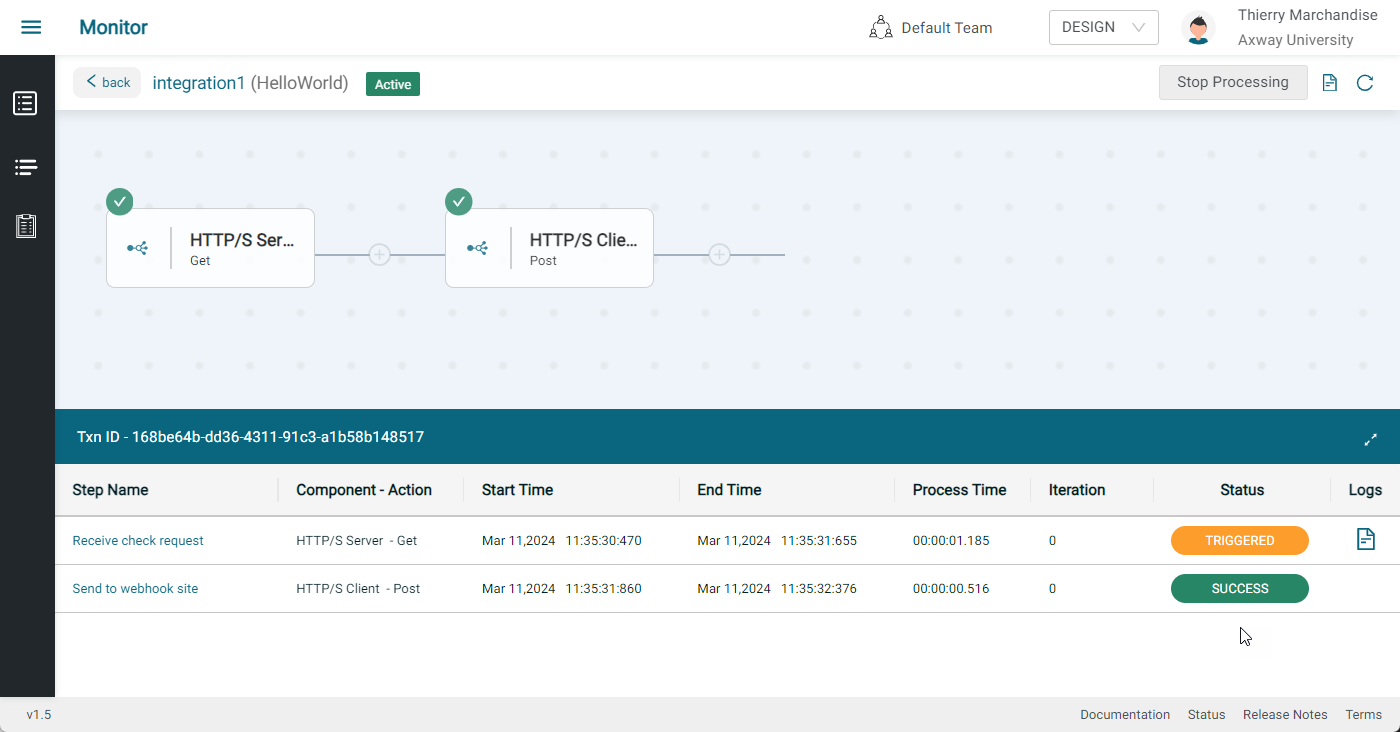 Monitor
Default Team
DESIGN
Thierry Marchandise
Axway University
back
integration1 (HelloWorld)
Active
Stop Processing
HTTP/S Ser...
Get
HTTP/S Clie...
Post
Txn ID - 168be64b-dd36-4311-91c3-a1b58b148517
Step Name Component - Action Start Time End Time Process Time Iteration Status Logs
Receive check request HTTP/S Server - Get Mar 11,2024 11:35:30:470 Mar 11,2024 11:35:31:655 00:00:01.185 0 TRIGGERED
Send to webhook site HTTP/S Client - Post Mar 11,2024 11:35:31:860 Mar 11,2024 11:35:32:376 00:00:00.516 0 SUCCESS
v1.5 Documentation Status Release Notes Terms